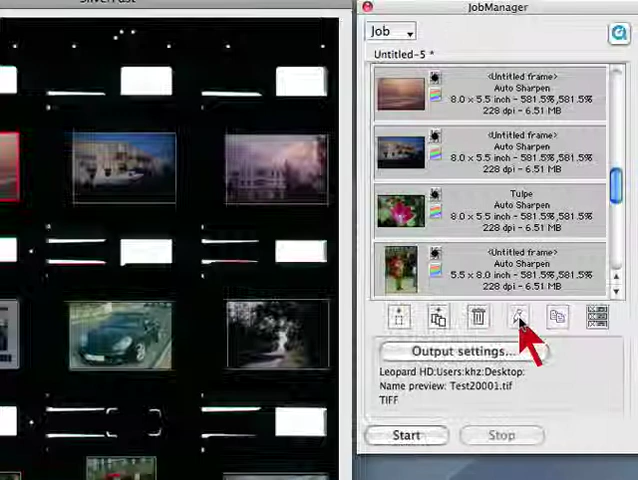 SilverFast
JobManager
Job
Untitled-5 *
<Untitled frame>
Auto Sharpen
8.0 x 5.5 inch - 581.5%,581.5%
228 dpi - 6.51 MB
<Untitled frame>
Auto Sharpen
8.0 x 5.5 inch - 581.5%,581.5%
228 dpi - 6.51 MB
Tulpe
Auto Sharpen
8.0 x 5.5 inch - 581.5%,581.5%
228 dpi - 6.51 MB
<Untitled frame>
Auto Sharpen
5.5 x 8.0 inch - 581.5%,581.5%
228 dpi - 6.51 MB
Output settings...
Leopard HD:Users:khz:Desktop:
Name preview: Test20001.tif
TIFF
Start
Stop